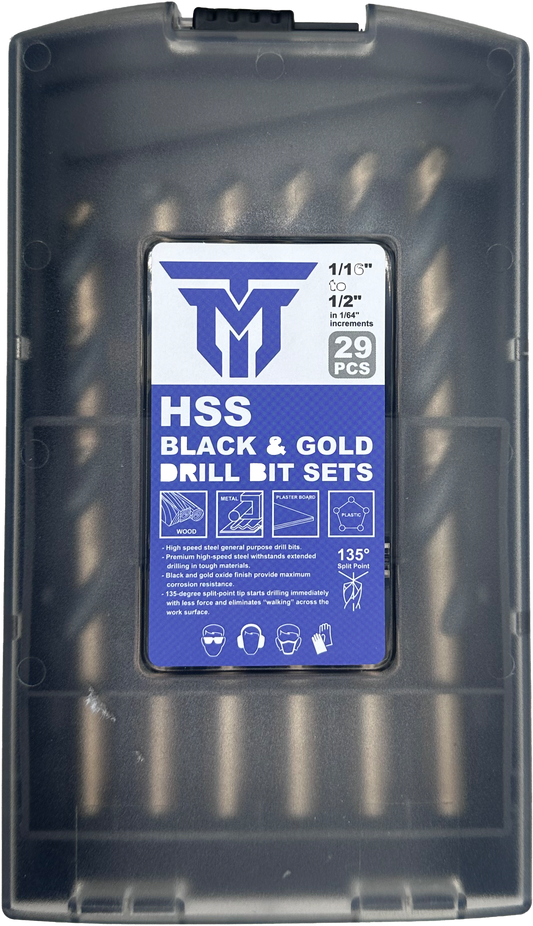 TM
1/16"
to
1/2"
in 1/64"
increments
29
PCS
HSS
BLACK & GOLD
DRILL BIT SETS
WOOD
METAL
PLASTER BOARD
PLASTIC
- High speed steel general purpose drill bits.
- Premium high-speed steel withstands extended
drilling in tough materials.
- Black and gold oxide finish provide maximum
corrosion resistance.
- 135-degree split-point tip starts drilling immediately
with less force and eliminates "walking" across the
work surface.
135°
Split Point